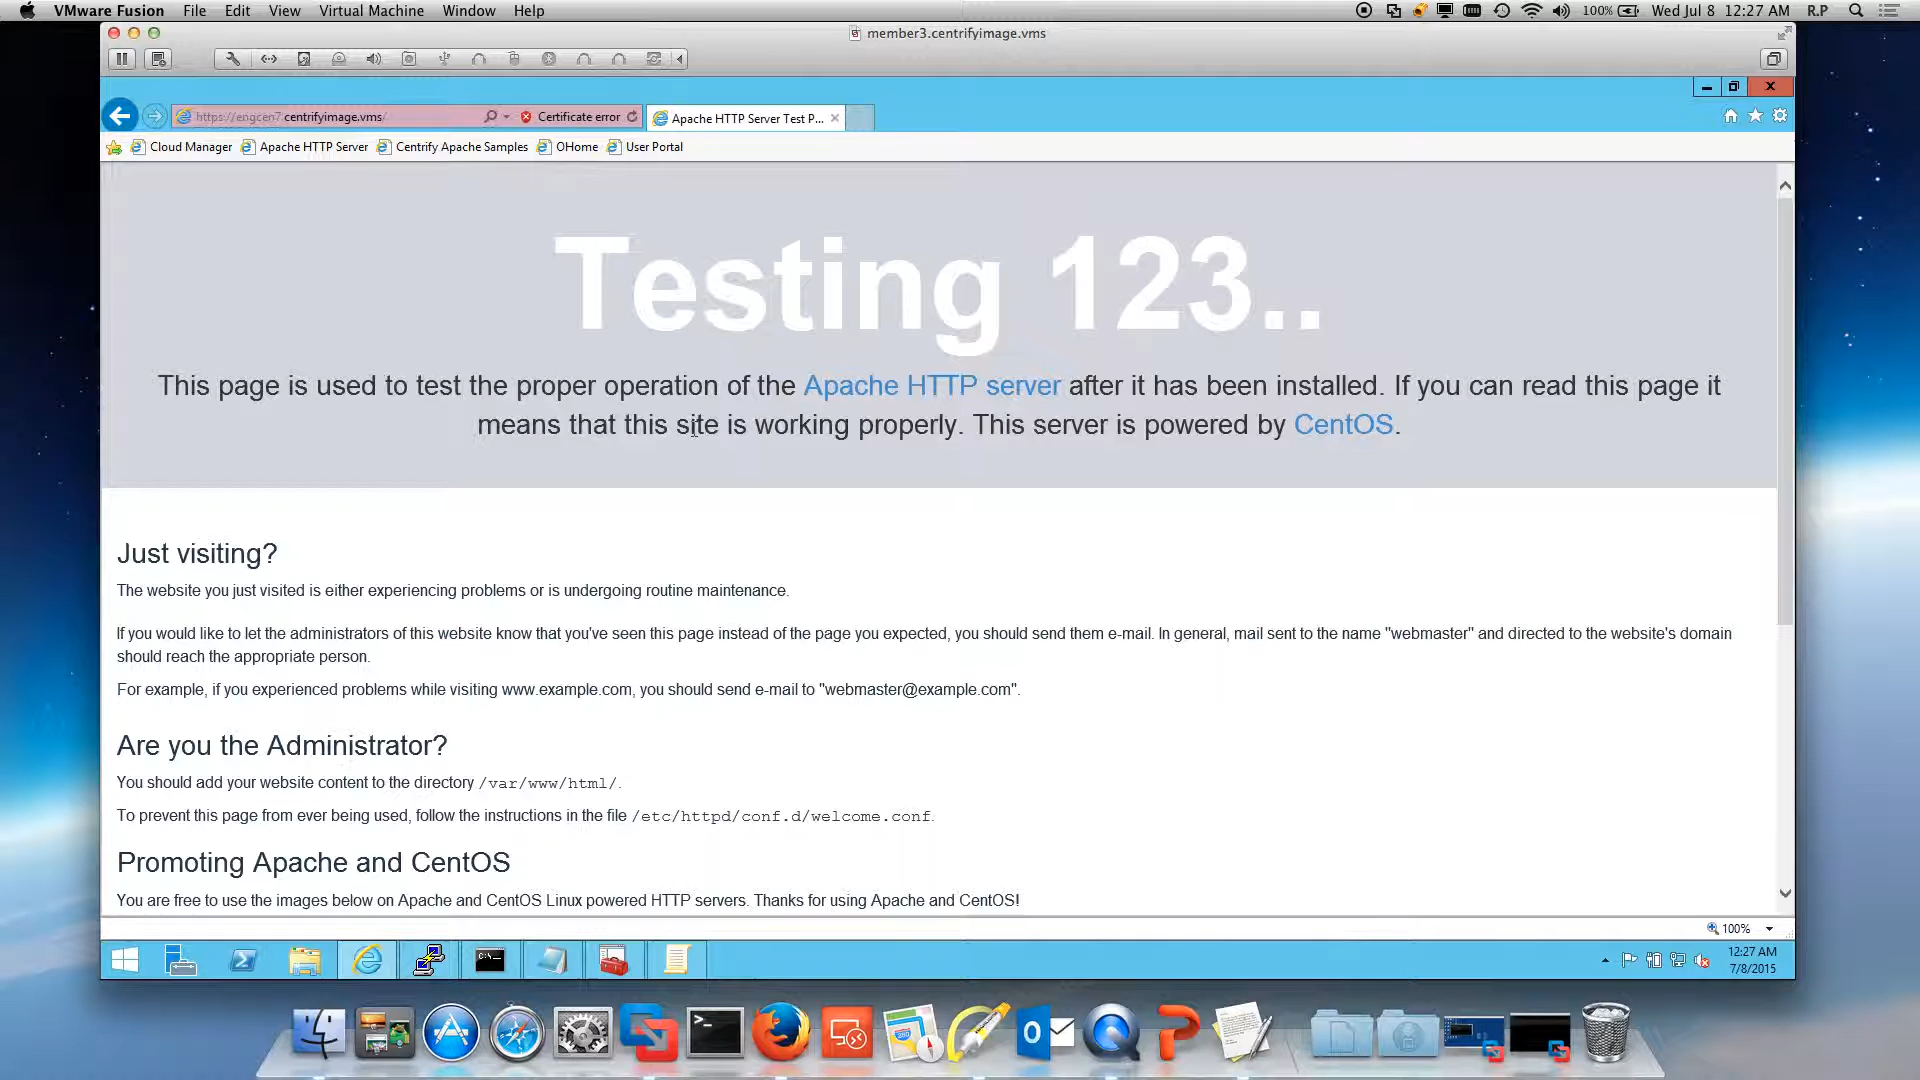 VMware Fusion File Edit View Virtual Machine Window Help 100% Wed Jul 8 12:27 AM R.P
member3.centrifyimage.vms
https://engcen7.centrifyimage.vms/ Certificate error Apache HTTP Server Test P...
Cloud Manager Apache HTTP Server Centrify Apache Samples OHome User Portal
Testing 123..
This page is used to test the proper operation of the Apache HTTP server after it has been installed. If you can read this page it
means that this site is working properly. This server is powered by CentOS.
Just visiting?
The website you just visited is either experiencing problems or is undergoing routine maintenance.
If you would like to let the administrators of this website know that you've seen this page instead of the page you expected, you should send them e-mail. In general, mail sent to the name "webmaster" and directed to the website's domain
should reach the appropriate person.
For example, if you experienced problems while visiting www.example.com, you should send e-mail to "webmaster@example.com".
Are you the Administrator?
You should add your website content to the directory /var/www/html/.
To prevent this page from ever being used, follow the instructions in the file /etc/httpd/conf.d/welcome.conf.
Promoting Apache and CentOS
You are free to use the images below on Apache and CentOS Linux powered HTTP servers. Thanks for using Apache and CentOS!
100%
12:27 AM
7/8/2015